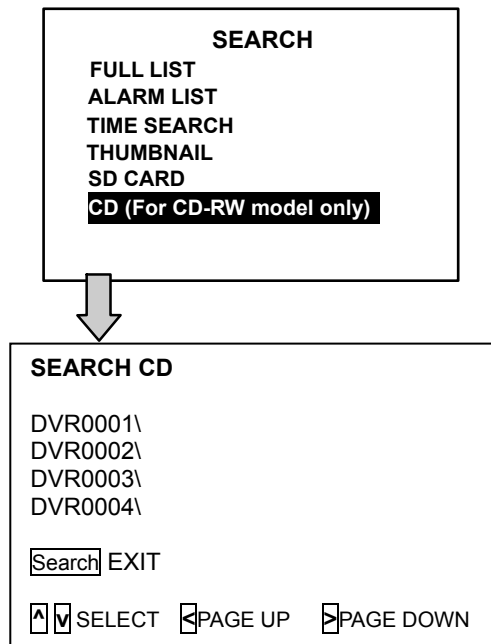 SEARCH
FULL LIST
ALARM LIST
TIME SEARCH
THUMBNAIL
SD CARD
CD (For CD-RW model only)
SEARCH CD
DVR0001\
DVR0002\
DVR0003\
DVR0004\
Search EXIT
^ v SELECT <PAGE UP >PAGE DOWN